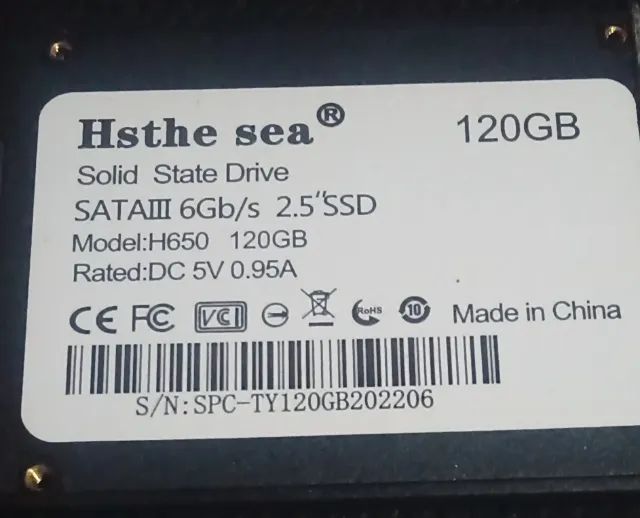 Hsthe sea® 120GB
Solid State Drive
SATAIII 6Gb/s 2.5"SSD
Model:H650 120GB
Rated:DC 5V 0.95A
CE FC VCI RoHS 10 Made in China
S/N:SPC-TY120GB202206